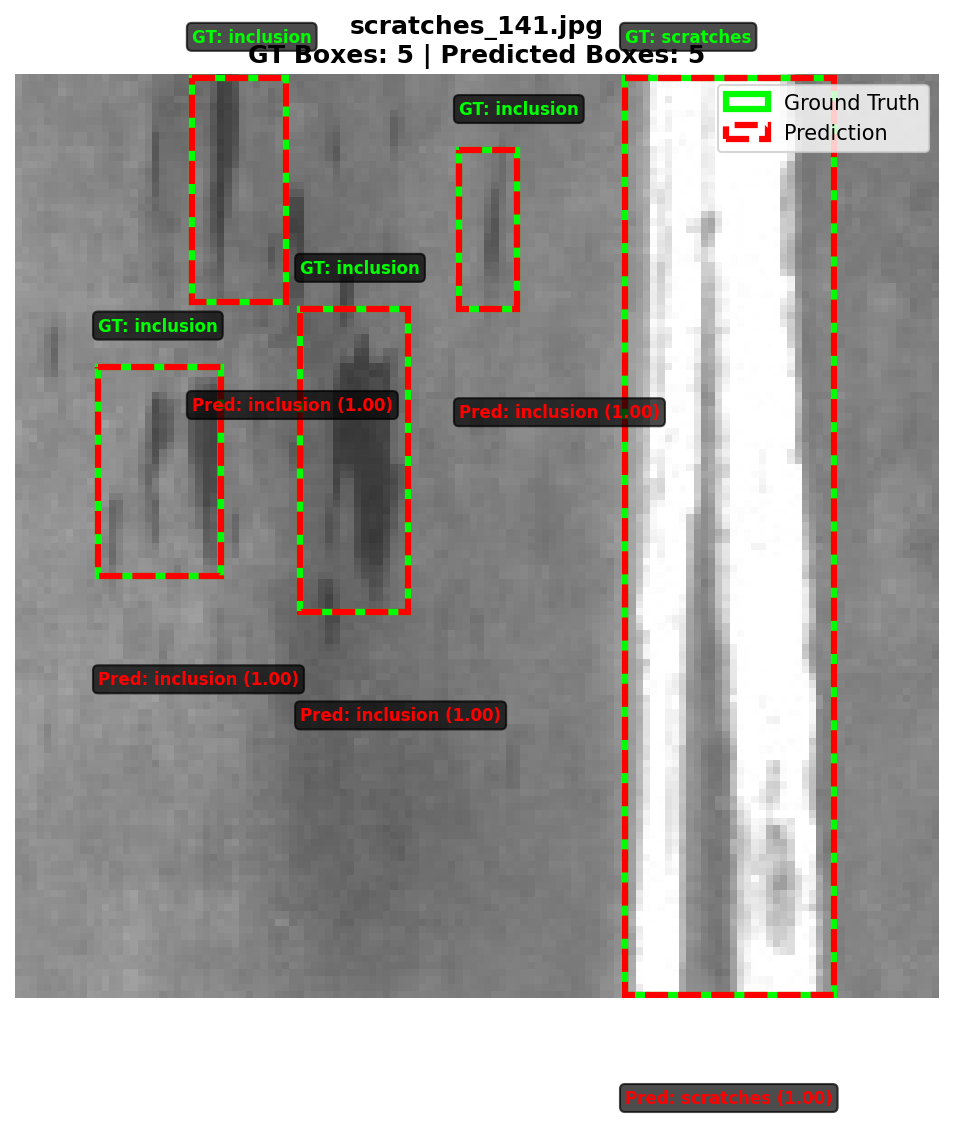 scratches_141.jpg
GT Boxes: 5 | Predicted Boxes: 5
GT: inclusion
GT: scratches
Ground Truth
Prediction
GT: inclusion
GT: inclusion
GT: inclusion
Pred: inclusion (1.00)
Pred: inclusion (1.00)
Pred: inclusion (1.00)
Pred: inclusion (1.00)
Pred: scratches (1.00)